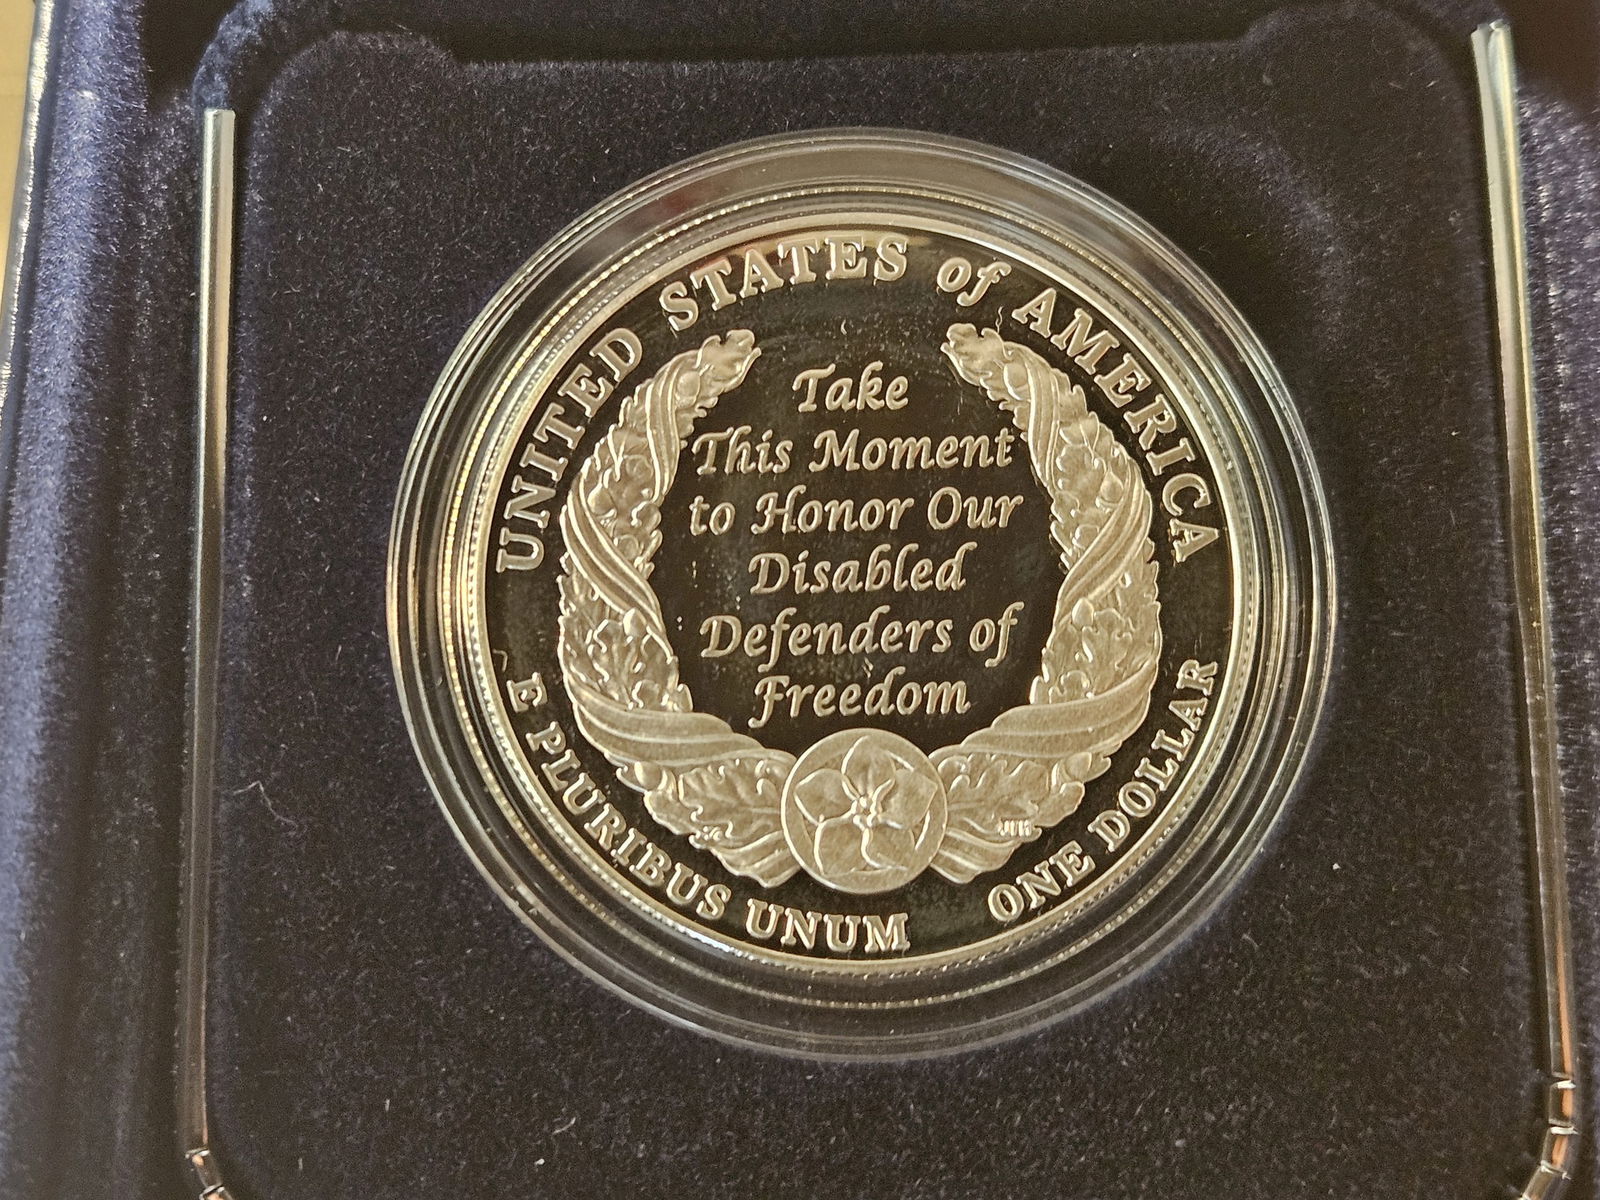 UNITED STATES of AMERICA
Take
This Moment
to Honor Our
Disabled
Defenders of
Freedom
E PLURIBUS UNUM
ONE DOLLAR